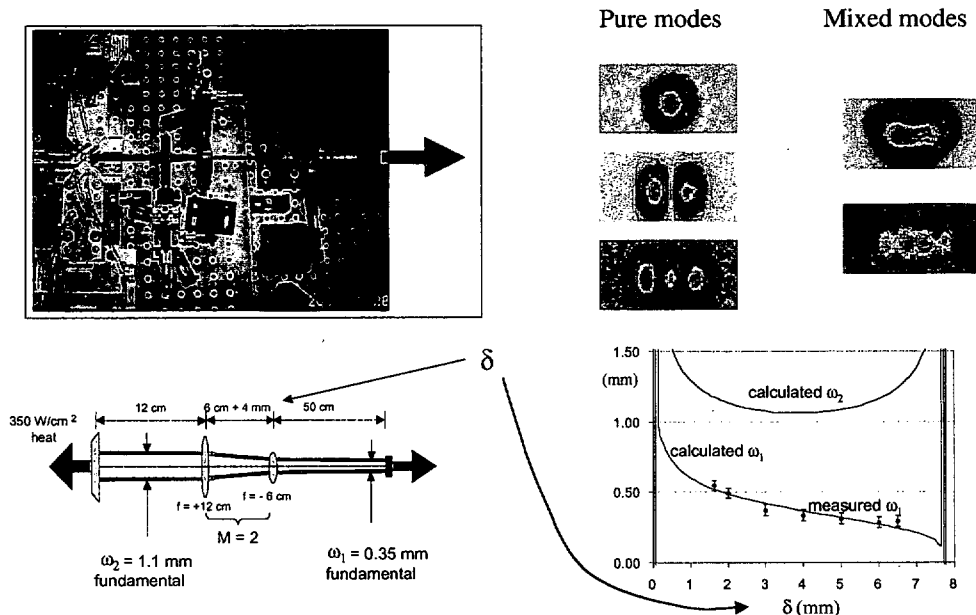 Pure modes
Mixed modes
δ
12 cm
6 cm + 4 mm
50 cm
350 W/cm²
heat
f = +12 cm
f = - 6 cm
M = 2
ω₂ = 1.1 mm
fundamental
ω₁ = 0.35 mm
fundamental
1.50
(mm)
calculated ω₂
1.00
calculated ω₁
0.50
measured ω₁
0.00
0 1 2 3 4 5 6 7 8
δ (mm)